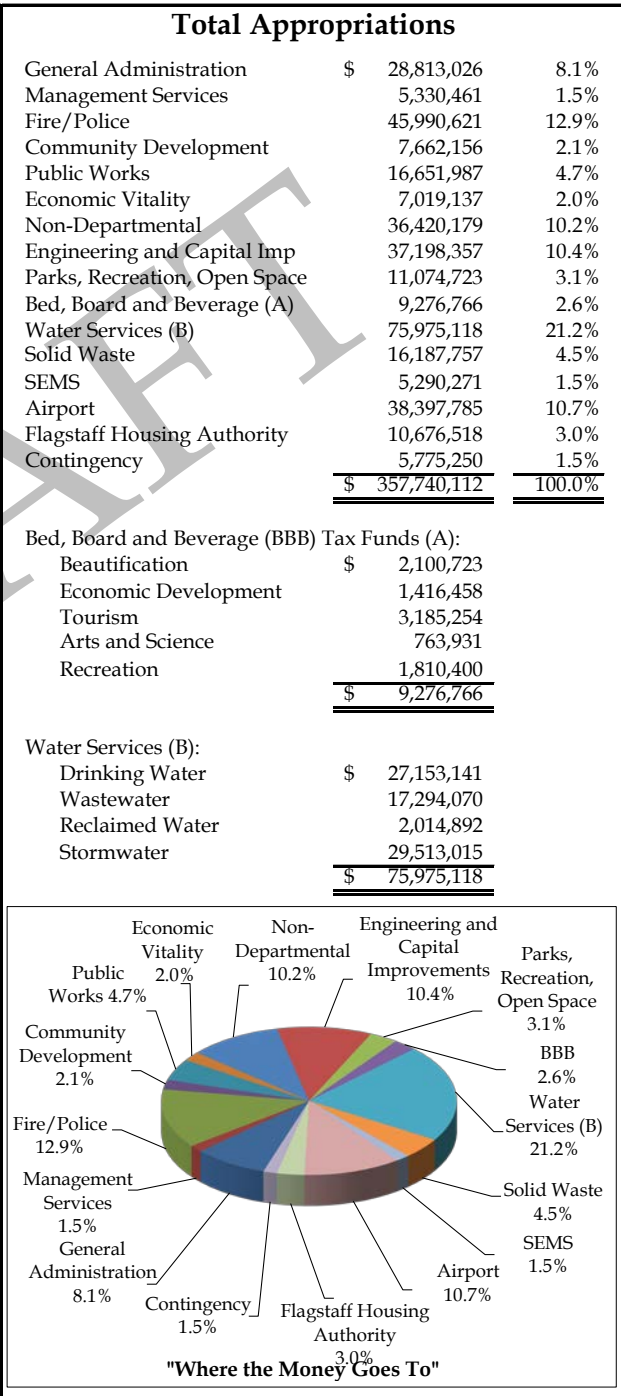 Total Appropriations
General Administration $ 28,813,026 8.1%
Management Services 5,330,461 1.5%
Fire/Police 45,990,621 12.9%
Community Development 7,662,156 2.1%
Public Works 16,651,987 4.7%
Economic Vitality 7,019,137 2.0%
Non-Departmental 36,420,179 10.2%
Engineering and Capital Imp 37,198,357 10.4%
Parks, Recreation, Open Space 11,074,723 3.1%
Bed, Board and Beverage (A) 9,276,766 2.6%
Water Services (B) 75,975,118 21.2%
Solid Waste 16,187,757 4.5%
SEMS 5,290,271 1.5%
Airport 38,397,785 10.7%
Flagstaff Housing Authority 10,676,518 3.0%
Contingency 5,775,250 1.5%
$ 357,740,112 100.0%
AFT
Bed, Board and Beverage (BBB) Tax Funds (A):
Beautification $ 2,100,723
Economic Development 1,416,458
Tourism 3,185,254
Arts and Science 763,931
Recreation 1,810,400
$ 9,276,766
Water Services (B):
Drinking Water $ 27,153,141
Wastewater 17,294,070
Reclaimed Water 2,014,892
Stormwater 29,513,015
$ 75,975,118
Economic
Vitality
2.0%
Non-
Departmental
10.2%
Engineering and
Capital
Improvements
10.4%
Parks,
Recreation,
Open Space
3.1%
Public
Works 4.7%
Community
Development
2.1%
BBB
2.6%
Water
Services (B)
21.2%
Fire/Police
12.9%
Management
Services
1.5%
Solid Waste
4.5%
SEMS
1.5%
General
Administration
8.1%
Airport
10.7%
Contingency
1.5%
Flagstaff Housing
Authority
3.0%
"Where the Money Goes To"